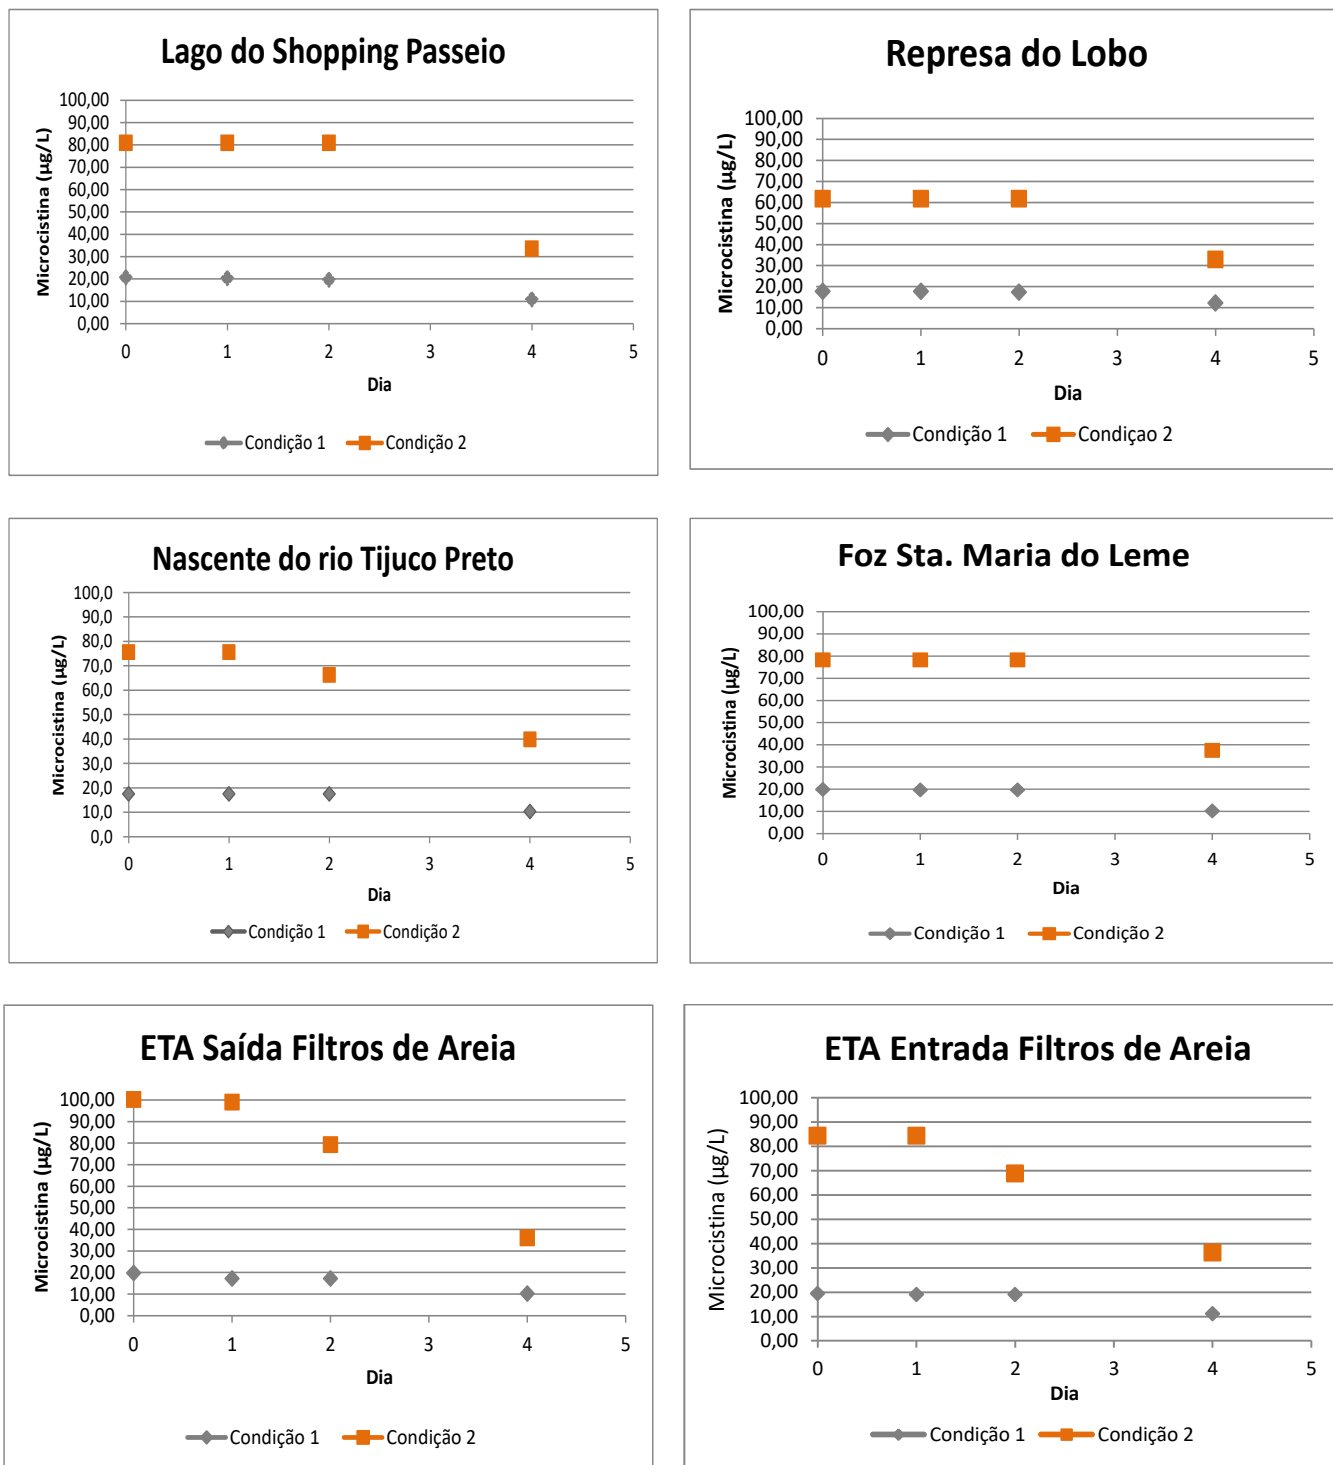 Lago do Shopping Passeio
Microcistina (µg/L)
100,00
90,00
80,00
70,00
60,00
50,00
40,00
30,00
20,00
10,00
0,00
0 1 2 3 4 5
Dia
Condição 1 Condição 2
Represa do Lobo
Microcistina (µg/L)
100,00
90,00
80,00
70,00
60,00
50,00
40,00
30,00
20,00
10,00
0,00
0 1 2 3 4 5
Dia
Condição 1 Condiçao 2
Nascente do rio Tijuco Preto
Microcistina (µg/L)
100,0
90,0
80,0
70,0
60,0
50,0
40,0
30,0
20,0
10,0
0,0
0 1 2 3 4 5
Dia
Condição 1 Condição 2
Foz Sta. Maria do Leme
Microcistina (µg/L)
100,00
90,00
80,00
70,00
60,00
50,00
40,00
30,00
20,00
10,00
0,00
0 1 2 3 4 5
Dia
Condição 1 Condição 2
ETA Saída Filtros de Areia
Microcistina (µg/L)
100,00
90,00
80,00
70,00
60,00
50,00
40,00
30,00
20,00
10,00
0,00
0 1 2 3 4 5
Dia
Condição 1 Condição 2
ETA Entrada Filtros de Areia
Microcistina (µg/L)
100,00
90,00
80,00
70,00
60,00
50,00
40,00
30,00
20,00
10,00
0,00
0 1 2 3 4 5
Dia
Condição 1 Condição 2